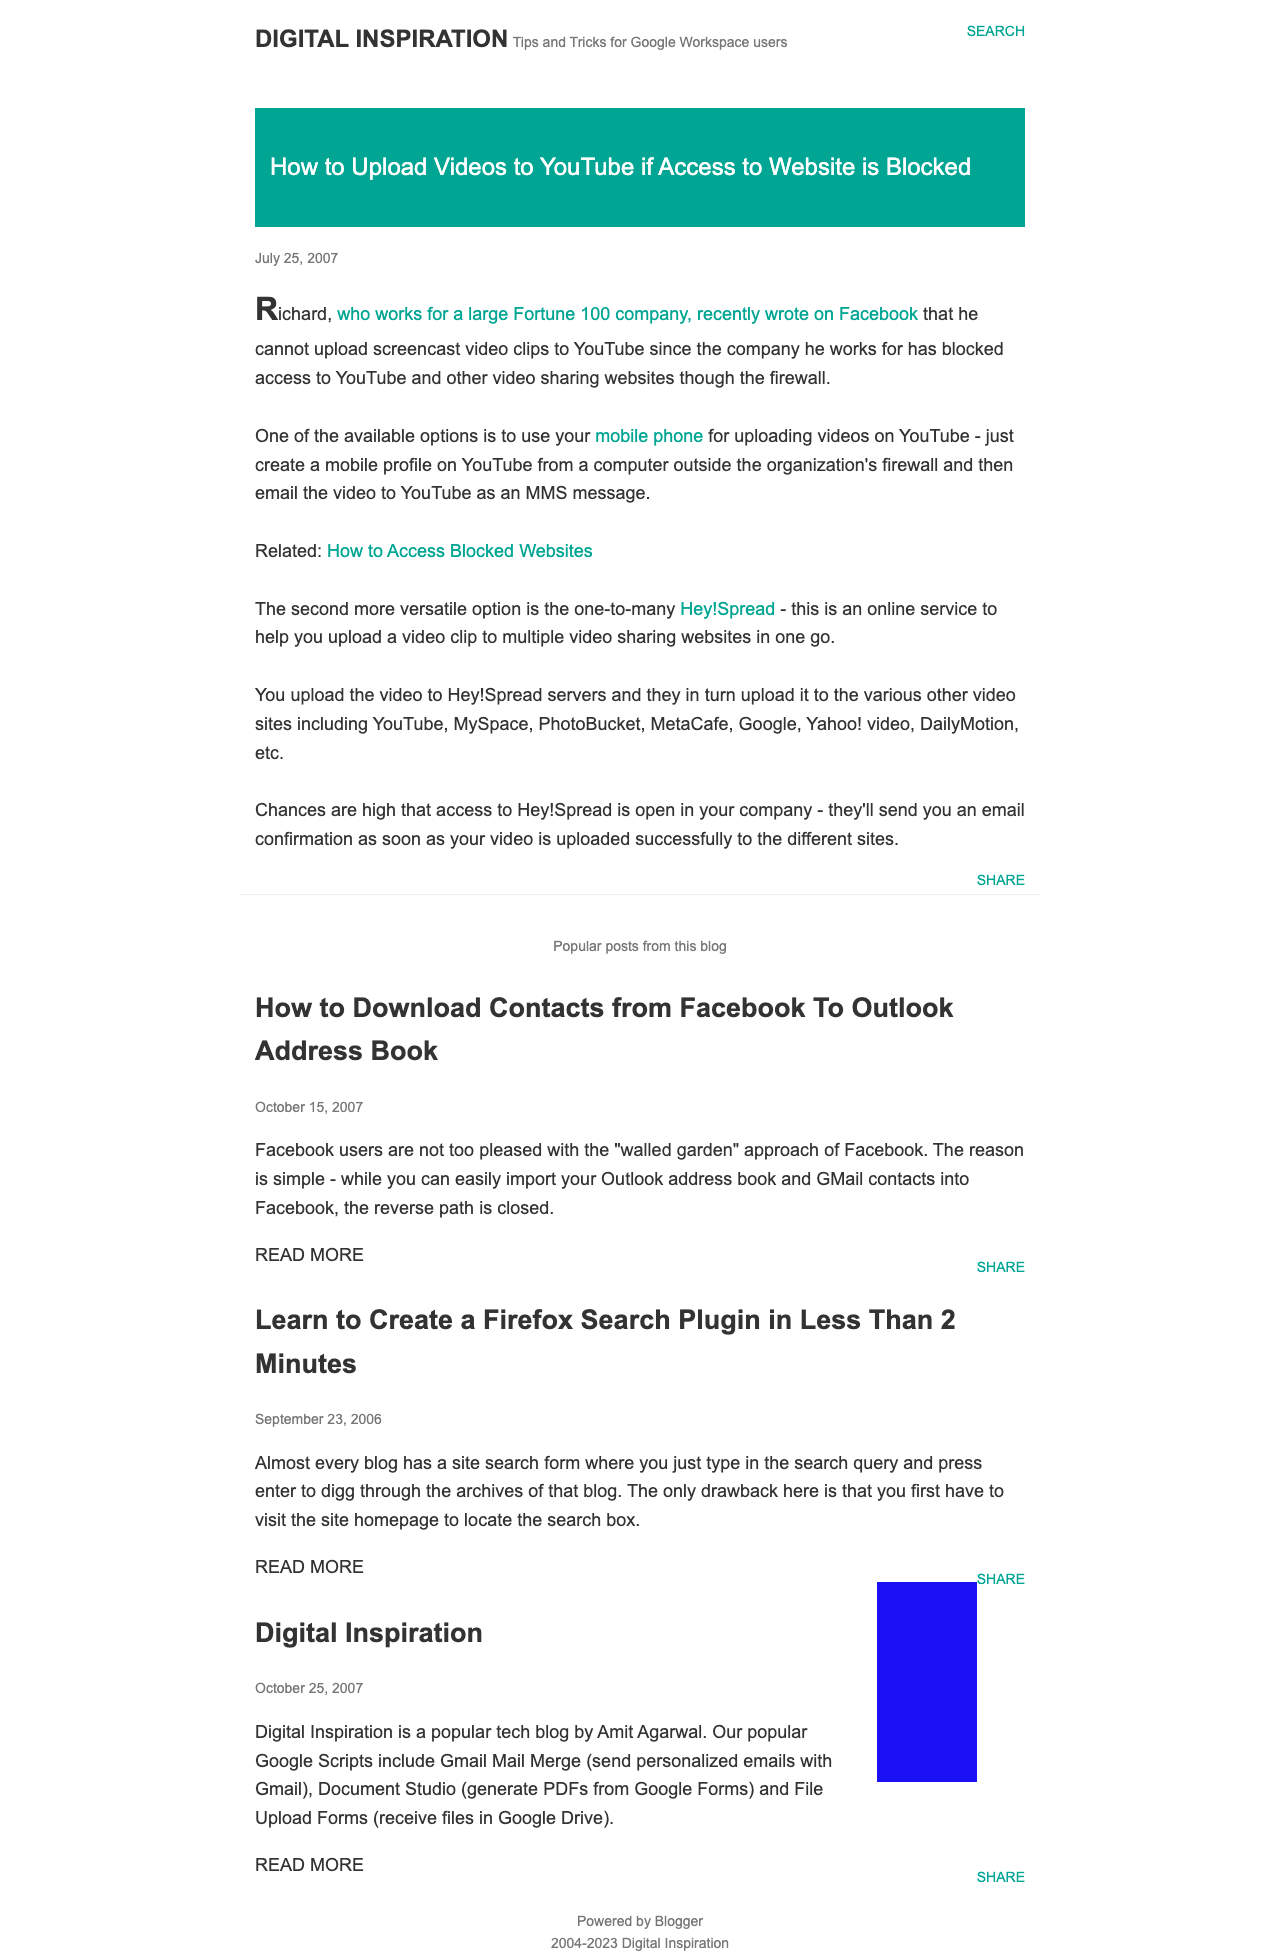 DIGITAL INSPIRATION Tips and Tricks for Google Workspace users
SEARCH
How to Upload Videos to YouTube if Access to Website is Blocked
July 25, 2007
Richard, who works for a large Fortune 100 company, recently wrote on Facebook that he
cannot upload screencast video clips to YouTube since the company he works for has blocked
access to YouTube and other video sharing websites though the firewall.
One of the available options is to use your mobile phone for uploading videos on YouTube - just
create a mobile profile on YouTube from a computer outside the organization's firewall and then
email the video to YouTube as an MMS message.
Related: How to Access Blocked Websites
The second more versatile option is the one-to-many Hey!Spread - this is an online service to
help you upload a video clip to multiple video sharing websites in one go.
You upload the video to Hey!Spread servers and they in turn upload it to the various other video
sites including YouTube, MySpace, PhotoBucket, MetaCafe, Google, Yahoo! video, DailyMotion,
etc.
Chances are high that access to Hey!Spread is open in your company - they'll send you an email
confirmation as soon as your video is uploaded successfully to the different sites.
SHARE
Popular posts from this blog
How to Download Contacts from Facebook To Outlook
Address Book
October 15, 2007
Facebook users are not too pleased with the "walled garden" approach of Facebook. The reason
is simple - while you can easily import your Outlook address book and GMail contacts into
Facebook, the reverse path is closed.
READ MORE
SHARE
Learn to Create a Firefox Search Plugin in Less Than 2
Minutes
September 23, 2006
Almost every blog has a site search form where you just type in the search query and press
enter to digg through the archives of that blog. The only drawback here is that you first have to
visit the site homepage to locate the search box.
READ MORE
SHARE
Digital Inspiration
October 25, 2007
Digital Inspiration is a popular tech blog by Amit Agarwal. Our popular
Google Scripts include Gmail Mail Merge (send personalized emails with
Gmail), Document Studio (generate PDFs from Google Forms) and File
Upload Forms (receive files in Google Drive).
READ MORE
SHARE
Powered by Blogger
2004-2023 Digital Inspiration